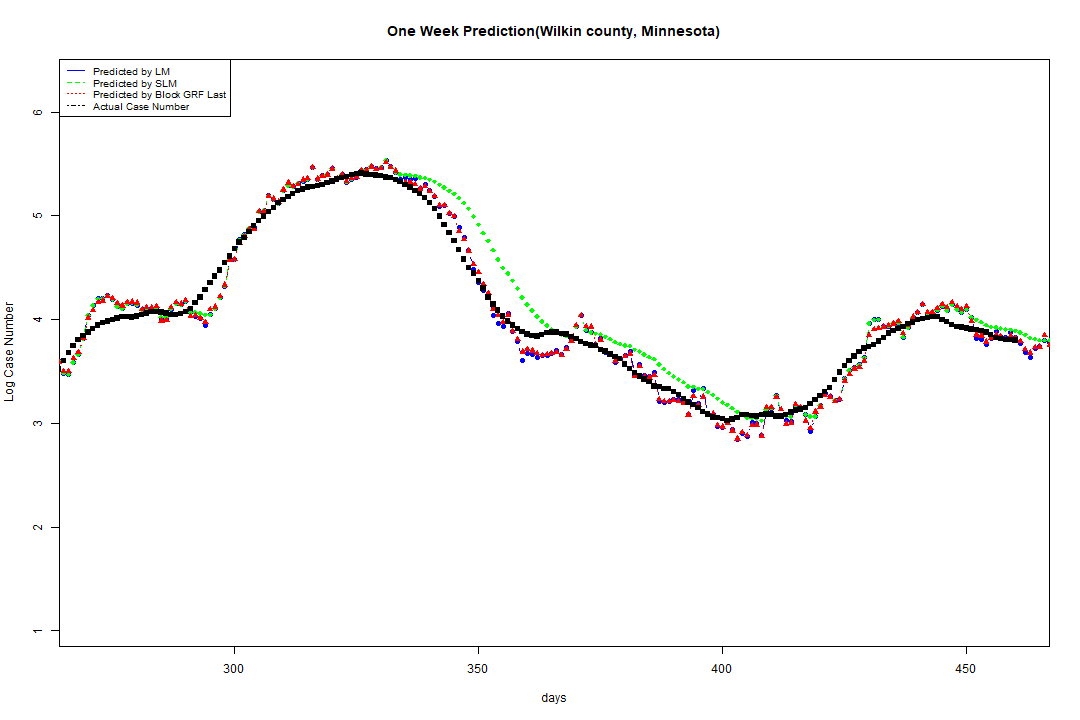 One Week Prediction(Wilkin county, Minnesota)
Predicted by LM
Predicted by SLM
Predicted by Block GRF Last
Actual Case Number
Log Case Number
6
5
4
3
2
1
300 350 400 450
days